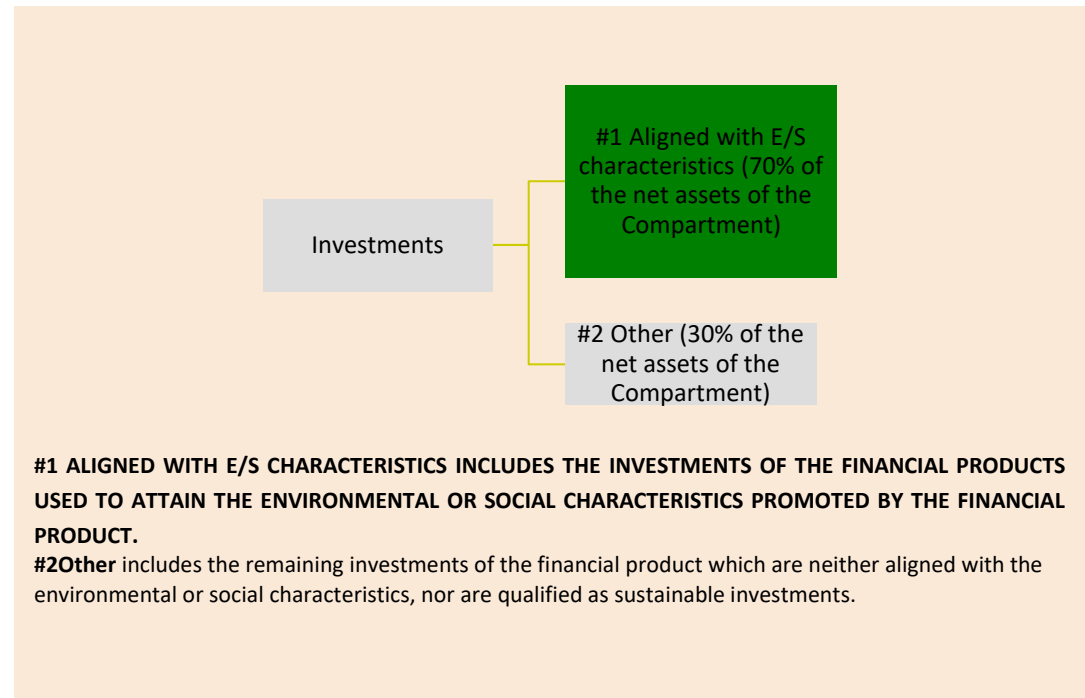 #1 Aligned with E/S
characteristics (70% of
the net assets of the
Compartment)
Investments
#2 Other (30% of the
net assets of the
Compartment)
#1 ALIGNED WITH E/S CHARACTERISTICS INCLUDES THE INVESTMENTS OF THE FINANCIAL PRODUCTS
USED TO ATTAIN THE ENVIRONMENTAL OR SOCIAL CHARACTERISTICS PROMOTED BY THE FINANCIAL
PRODUCT.
#2Other includes the remaining investments of the financial product which are neither aligned with the
environmental or social characteristics, nor are qualified as sustainable investments.